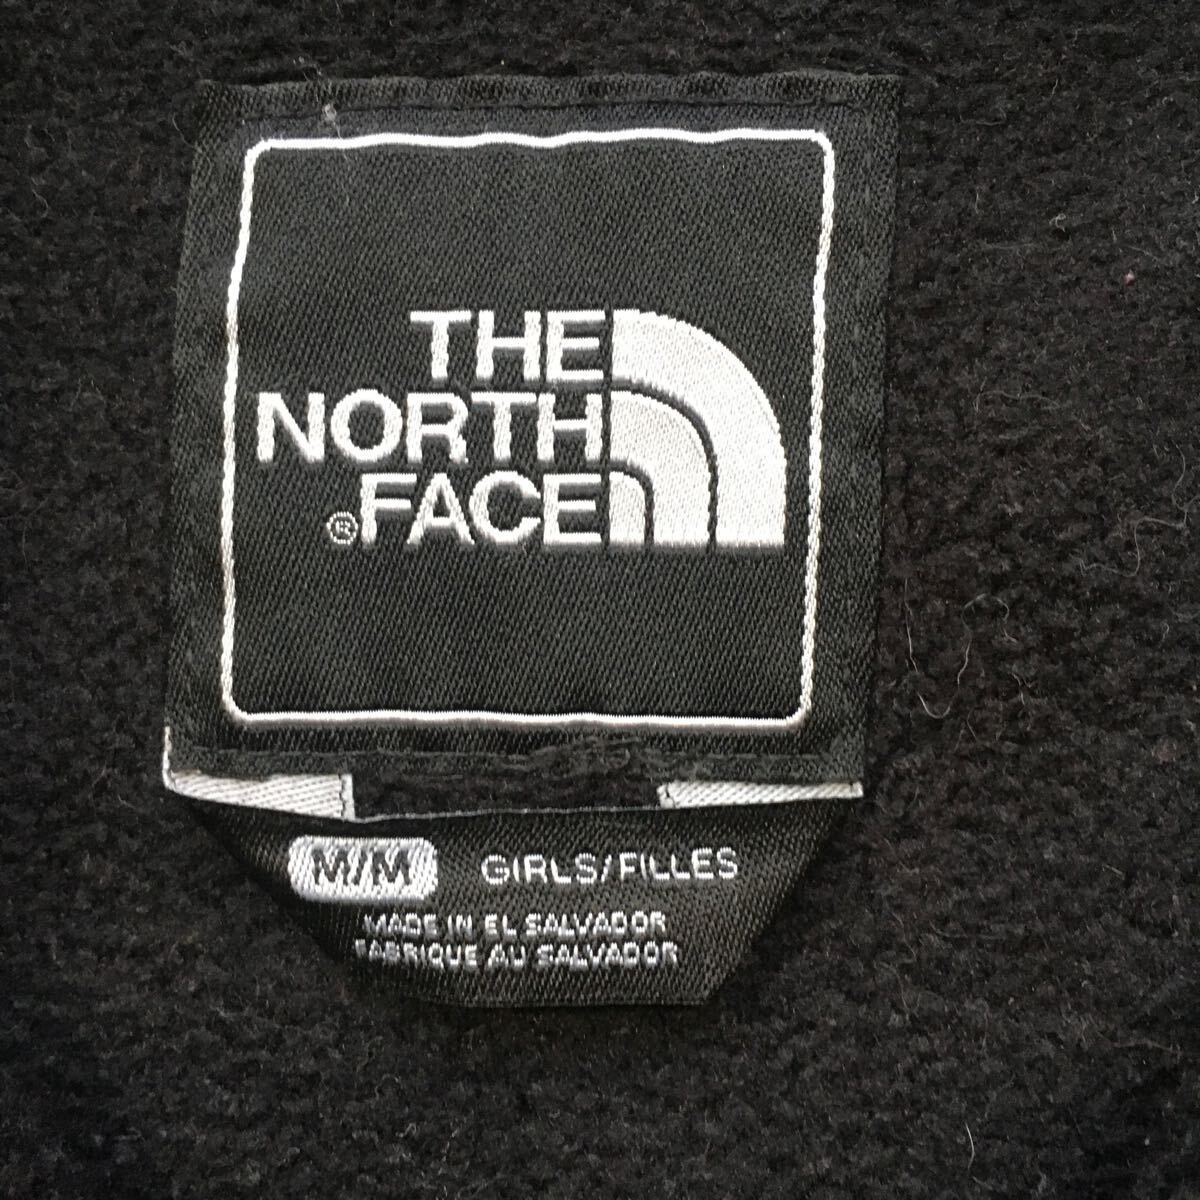 THE
NORTH
®FACE
M/M GIRLS/FILLES
MADE IN EL SALVADOR
FABRIQUE AU SALVADOR